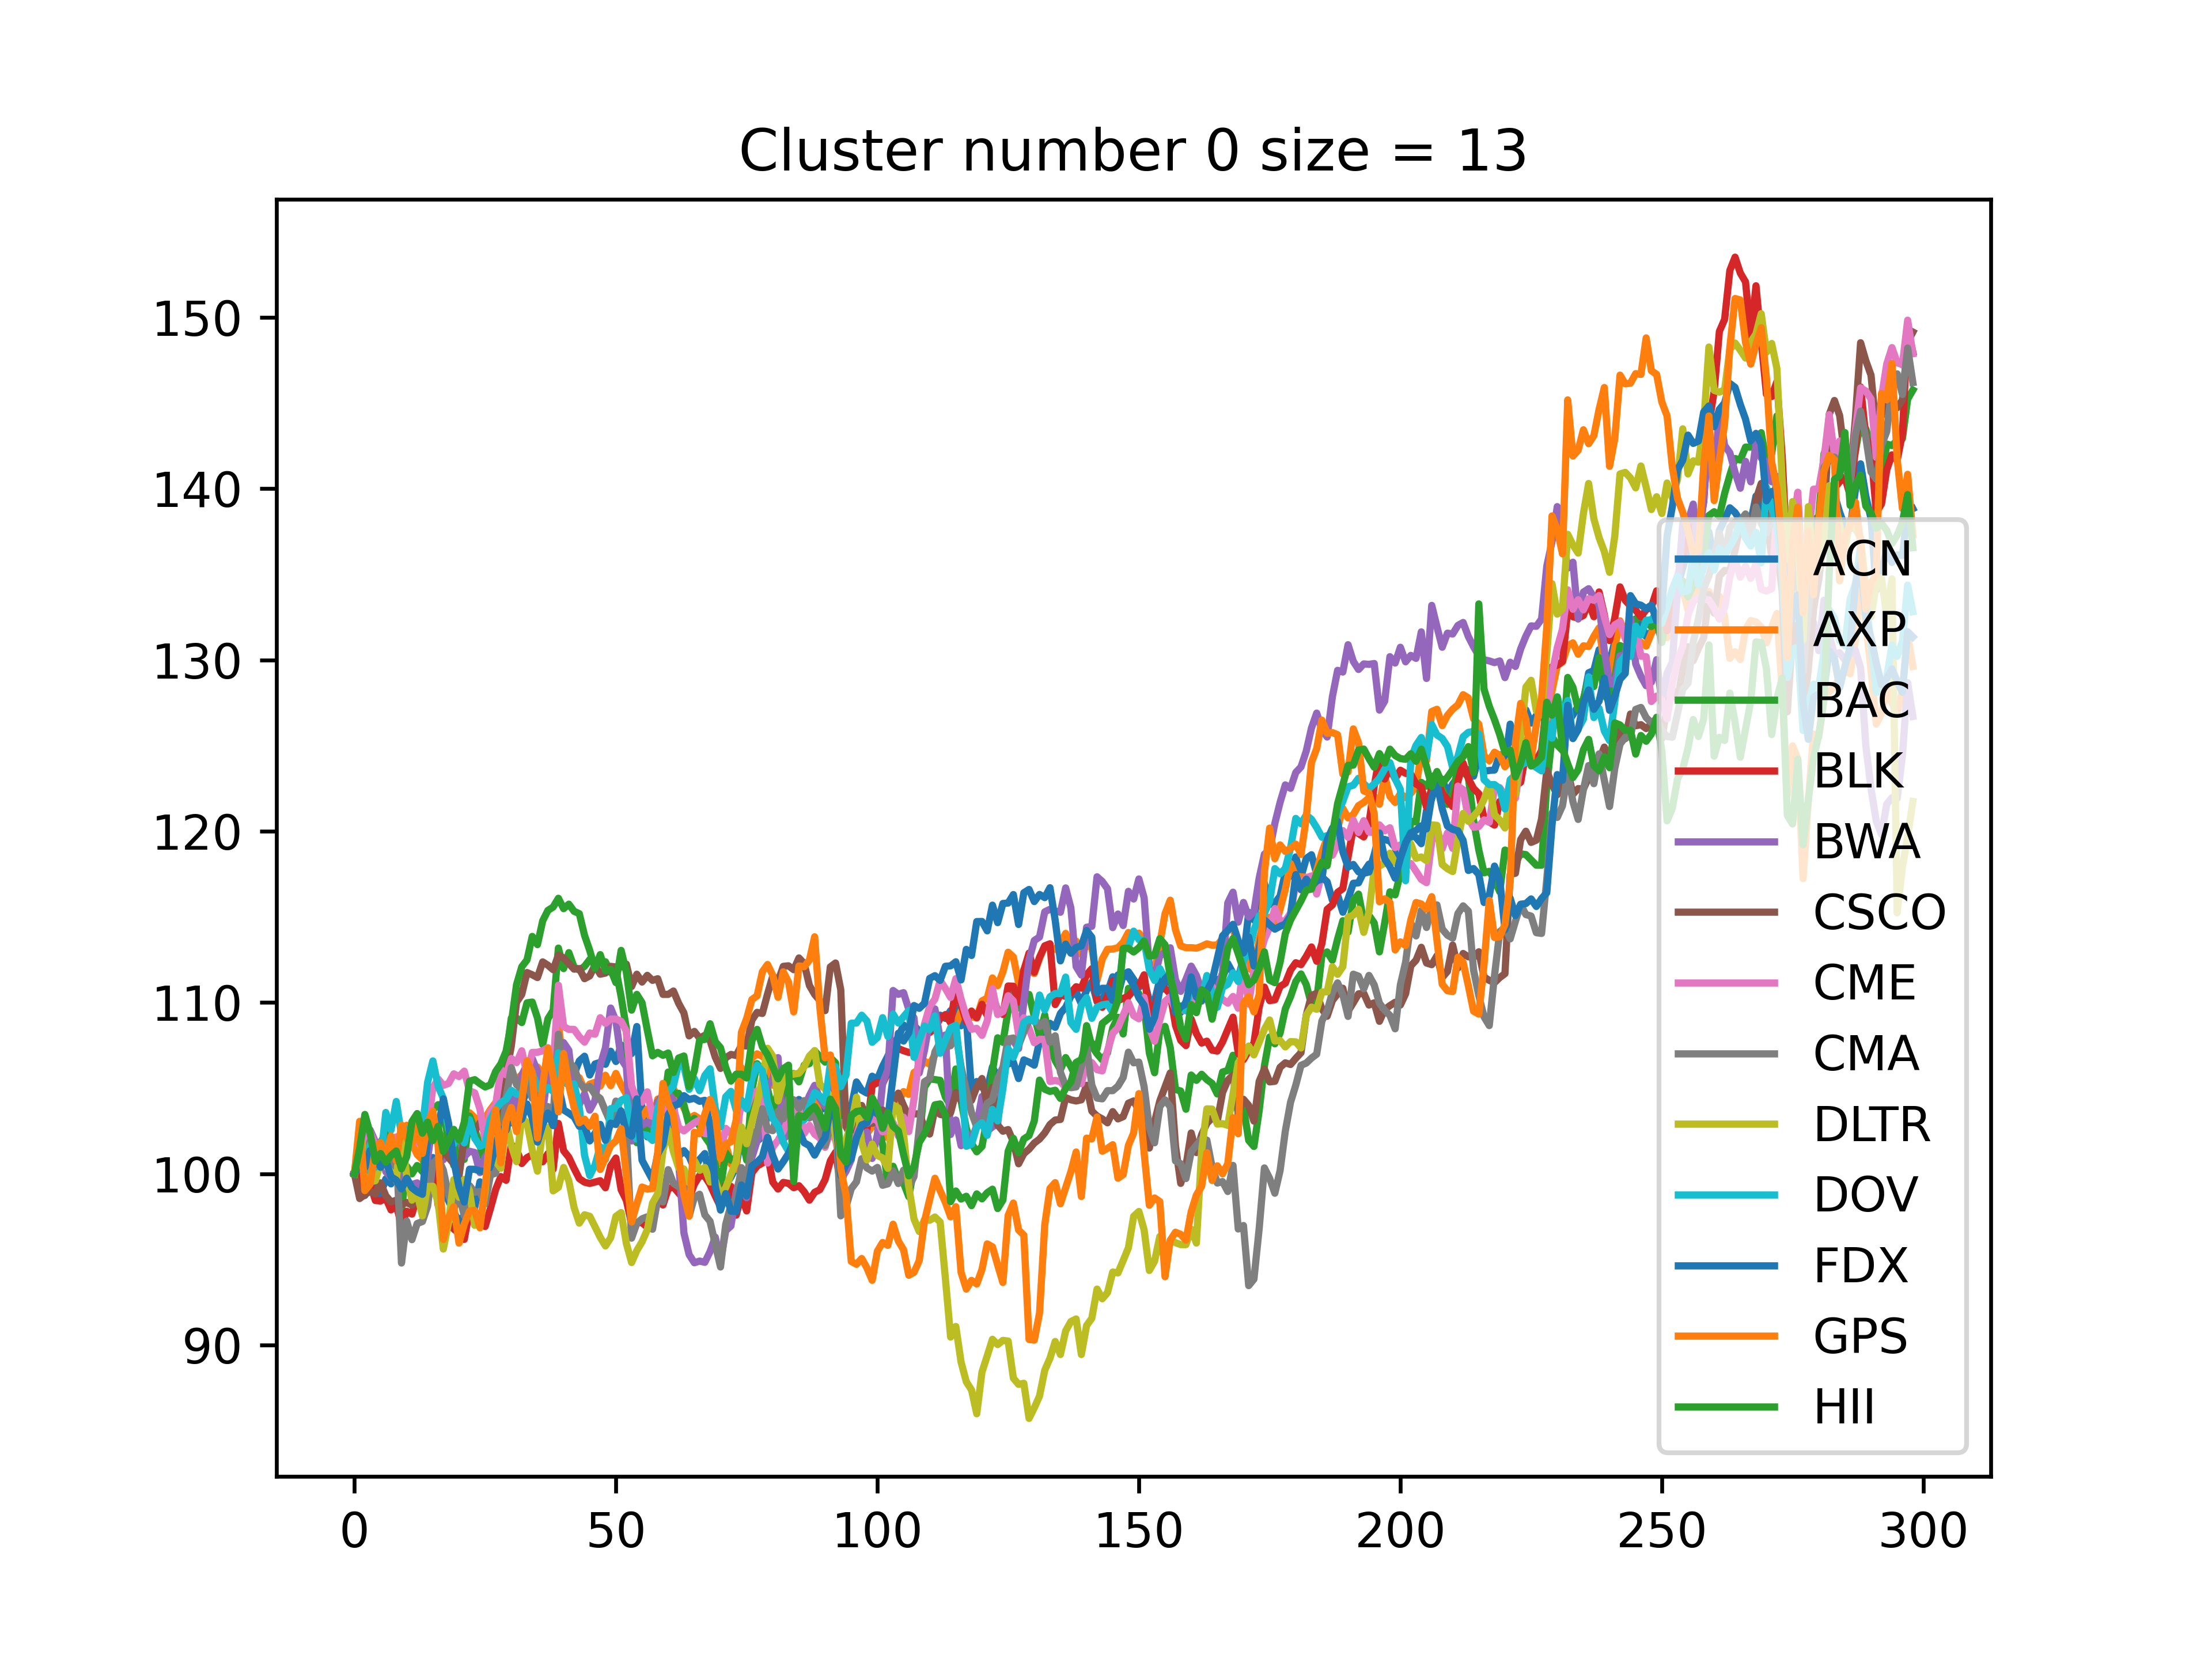 Cluster number 0 size = 13
150
140
130
120
110
100
90
0 50 100 150 200 250 300
ACN
AXP
BAC
BLK
BWA
CSCO
CME
CMA
DLTR
DOV
FDX
GPS
HII